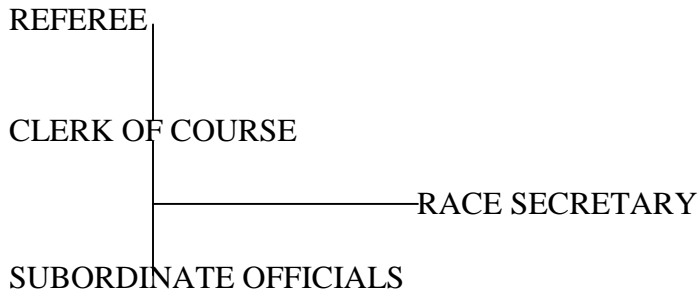 REFEREE
CLERK OF COURSE
RACE SECRETARY
SUBORDINATE OFFICIALS